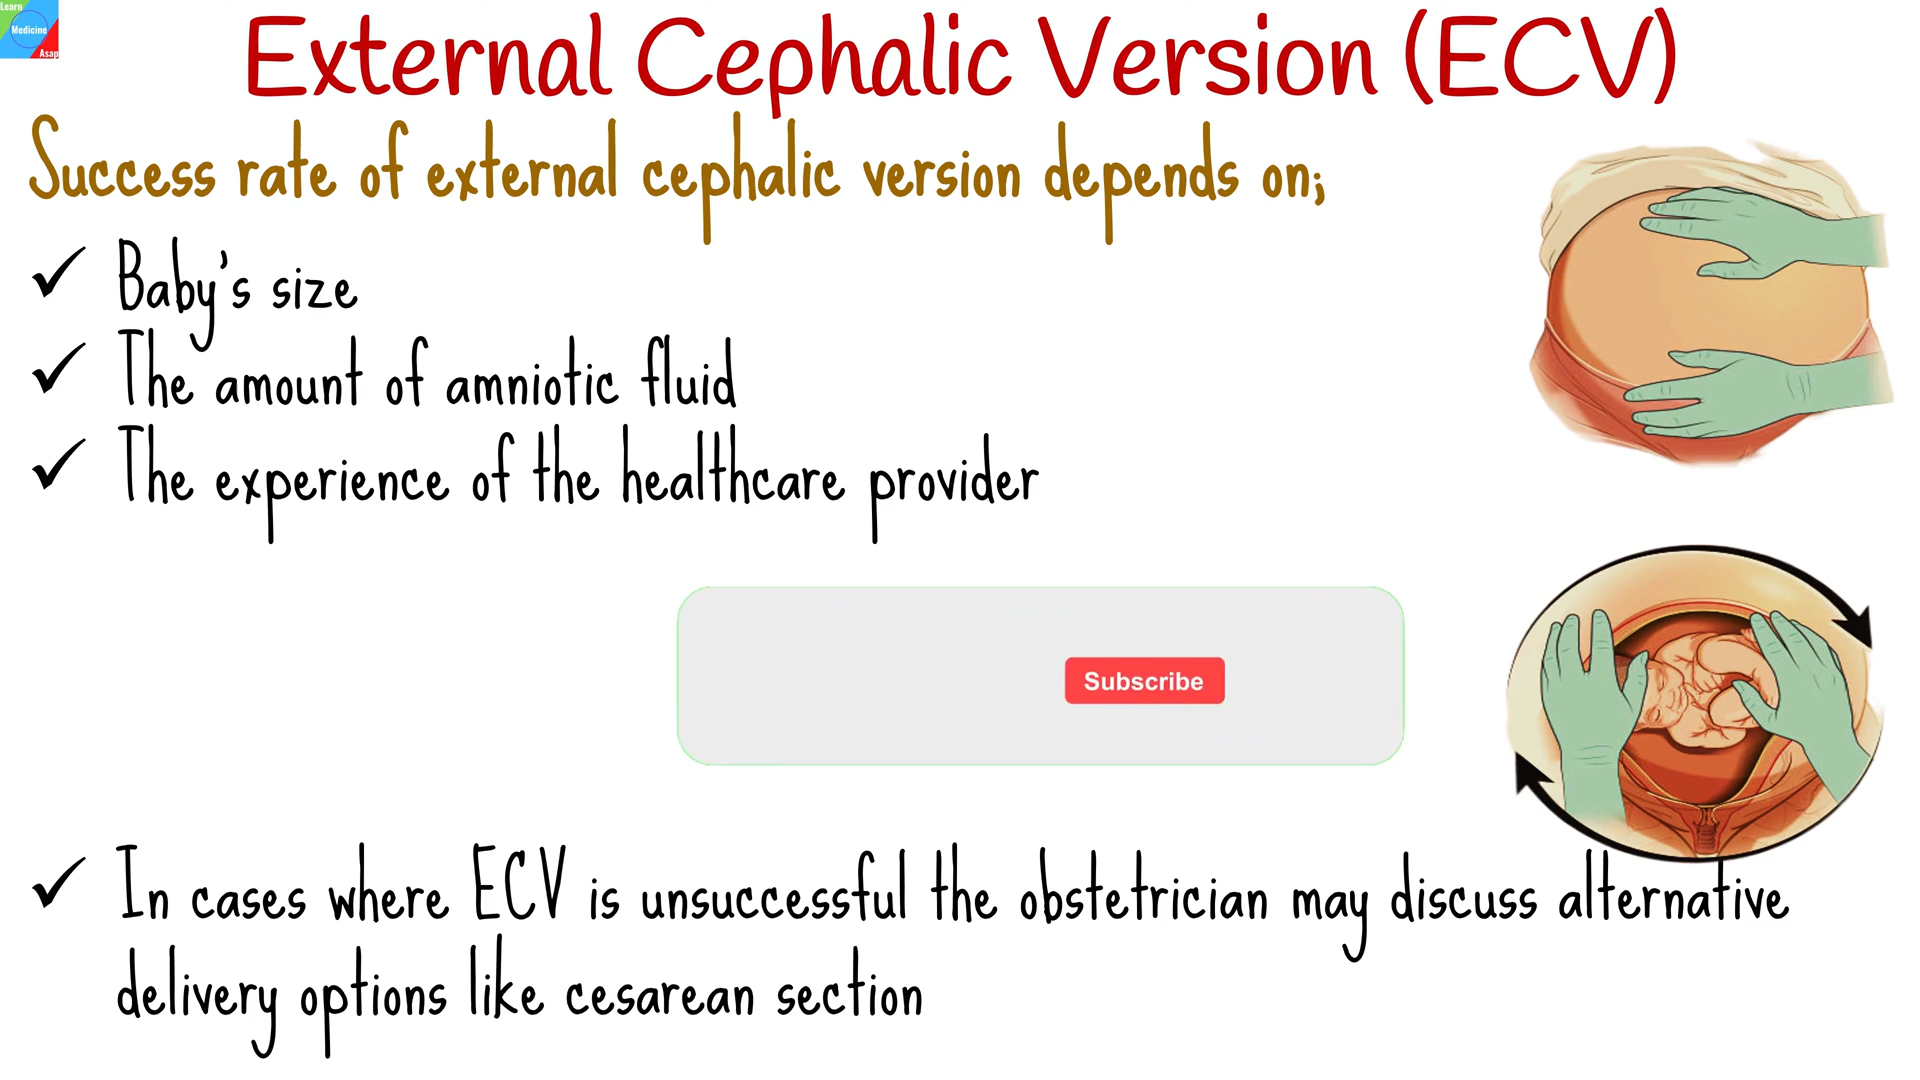 Learn
Medicine
Asap
External Cephalic Version (ECV)
Success rate of external cephalic version depends on;
✓ Baby's size
✓ The amount of amniotic fluid
✓ The experience of the healthcare provider
Subscribe
✓ In cases where ECV is unsuccessful the obstetrician may discuss alternative
delivery options like cesarean section